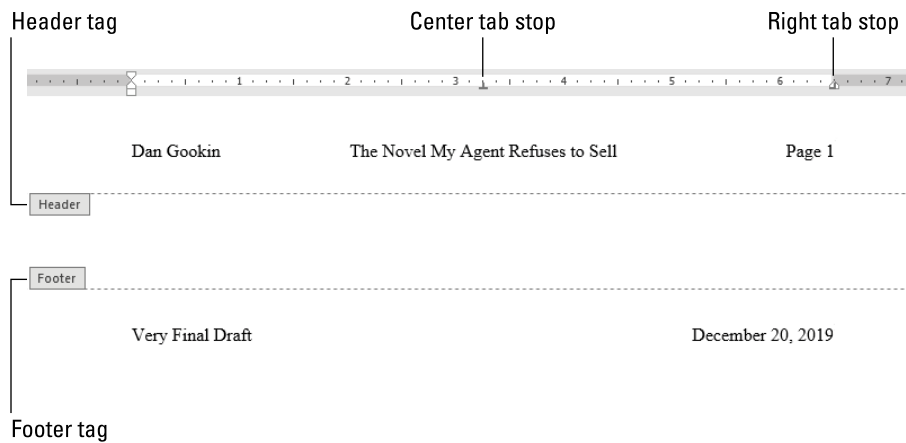 Header tag Center tab stop Right tab stop
1 2 3 4 5 6 7
Dan Gookin The Novel My Agent Refuses to Sell Page 1
Header
Footer
Very Final Draft December 20, 2019
Footer tag